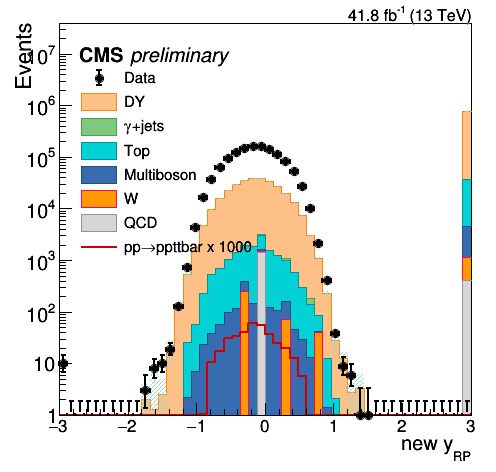 41.8 fb⁻¹ (13 TeV)
Events
CMS preliminary
Data
DY
γ+jets
Top
Multiboson
W
QCD
pp→ppttbar x 1000
10⁷
10⁶
10⁵
10⁴
10³
10²
10
1
−3 −2 −1 0 1 2 3
new y_RP